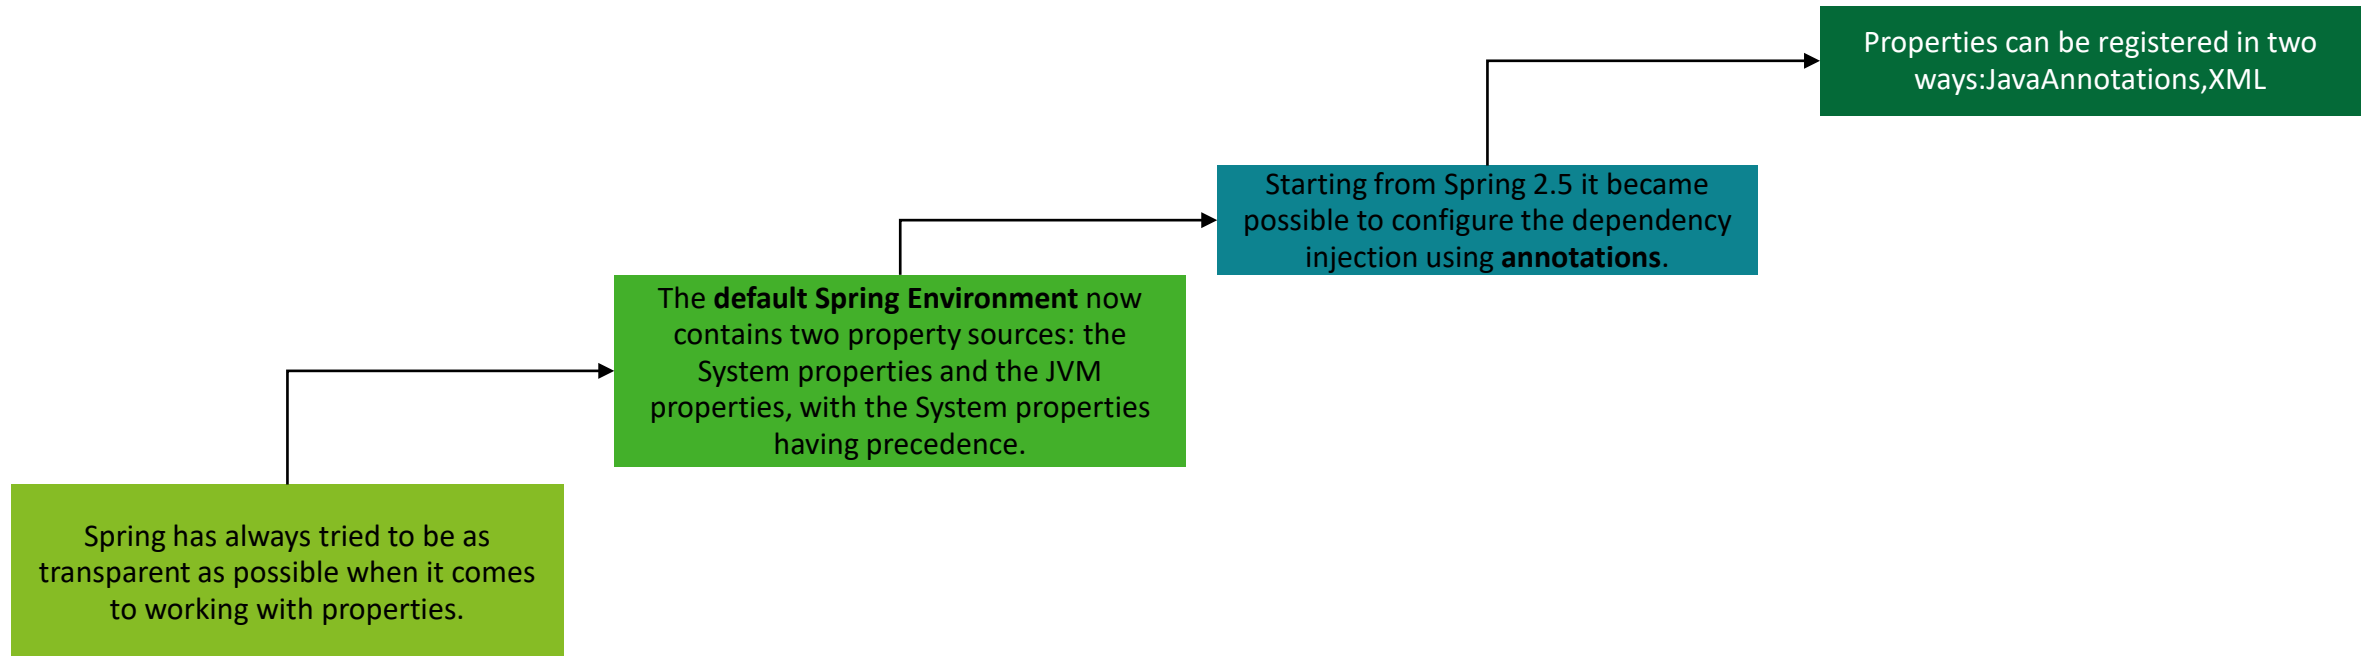 Spring has always tried to be as
transparent as possible when it comes
to working with properties.
The default Spring Environment now
contains two property sources: the
System properties and the JVM
properties, with the System properties
having precedence.
Starting from Spring 2.5 it became
possible to configure the dependency
injection using annotations.
Properties can be registered in two
ways:JavaAnnotations,XML